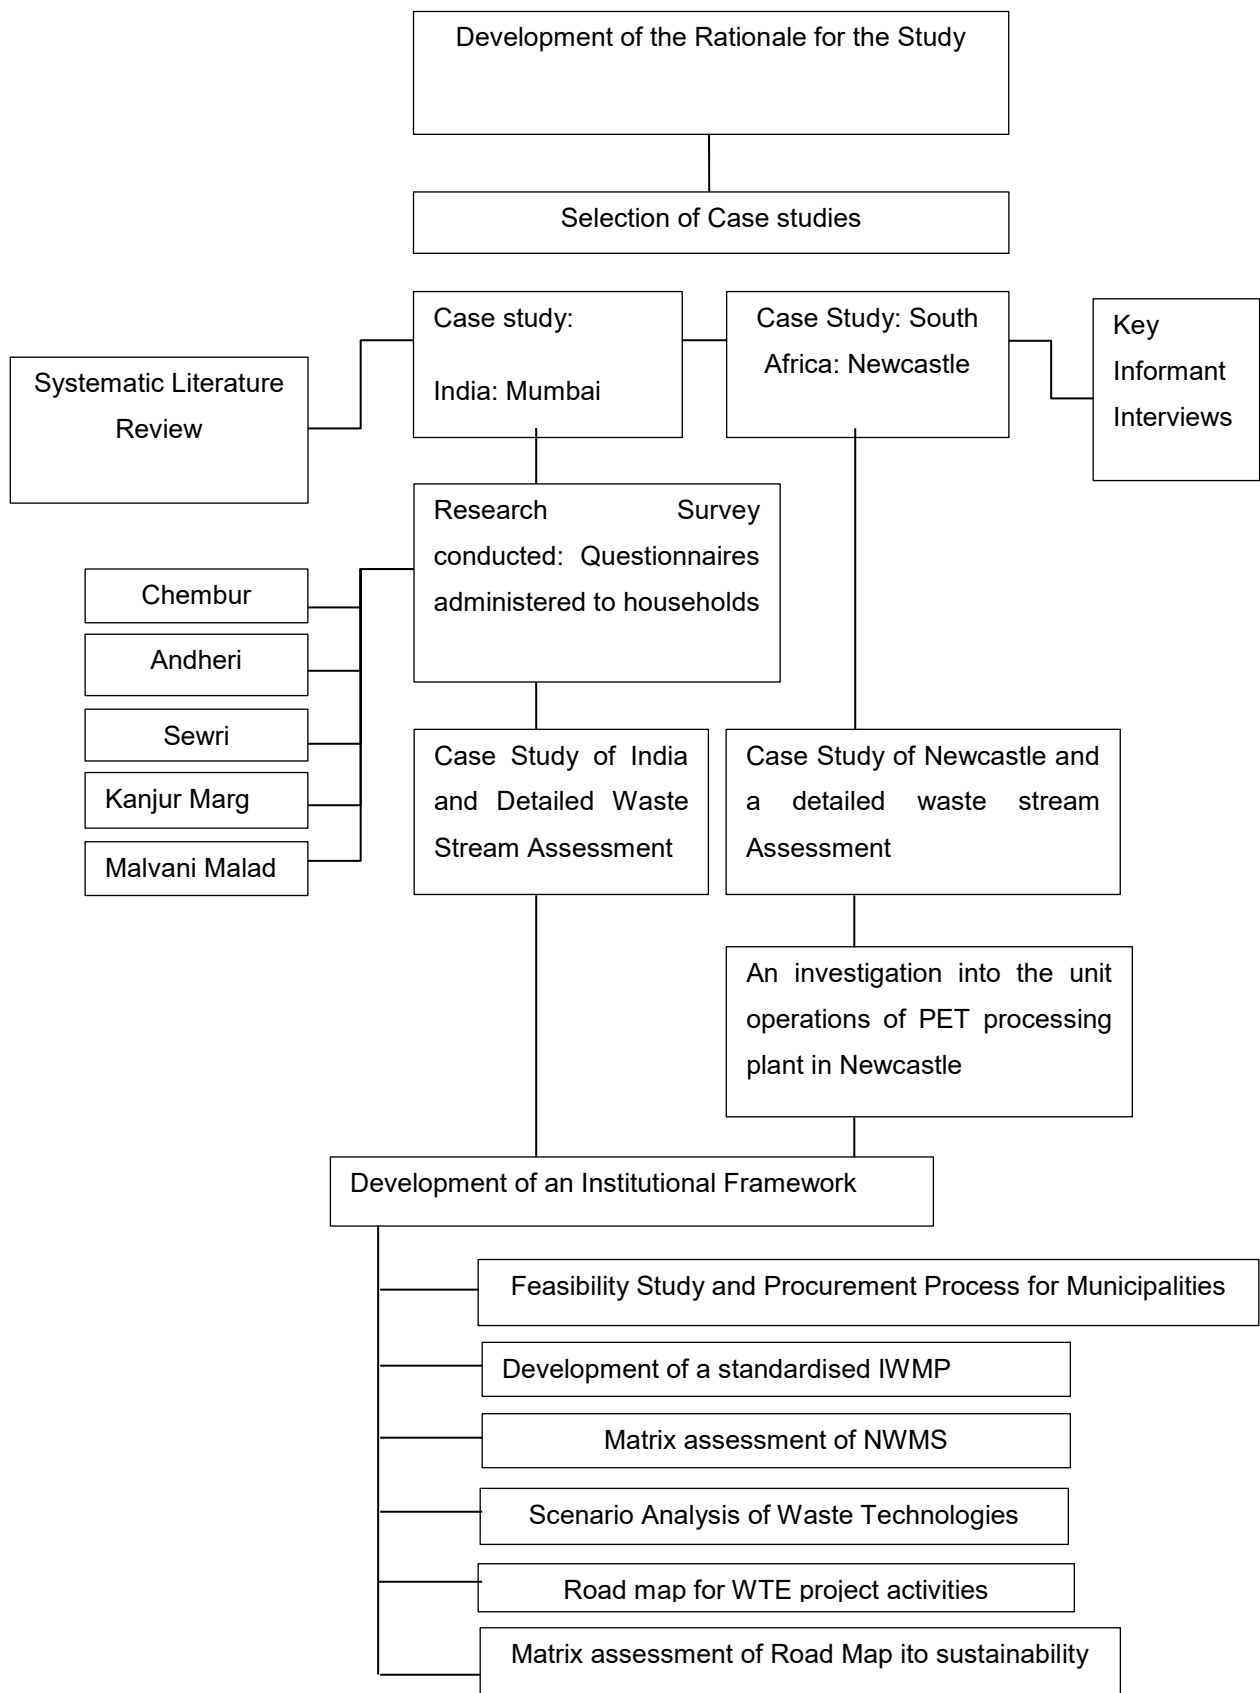 Development of the Rationale for the Study
Selection of Case studies
Case study:
India: Mumbai
Case Study: South
Africa: Newcastle
Key
Informant
Interviews
Systematic Literature
Review
Research Survey
conducted: Questionnaires
administered to households
Chembur
Andheri
Sewri
Kanjur Marg
Malvani Malad
Case Study of India
and Detailed Waste
Stream Assessment
Case Study of Newcastle and
a detailed waste stream
Assessment
An investigation into the unit
operations of PET processing
plant in Newcastle
Development of an Institutional Framework
Feasibility Study and Procurement Process for Municipalities
Development of a standardised IWMP
Matrix assessment of NWMS
Scenario Analysis of Waste Technologies
Road map for WTE project activities
Matrix assessment of Road Map ito sustainability